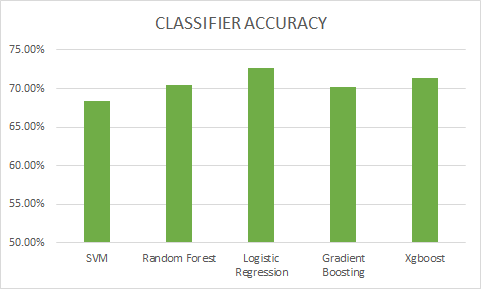 CLASSIFIER ACCURACY
75.00%
70.00%
65.00%
60.00%
55.00%
50.00%
SVM
Random Forest
Logistic
Regression
Gradient
Boosting
Xgboost